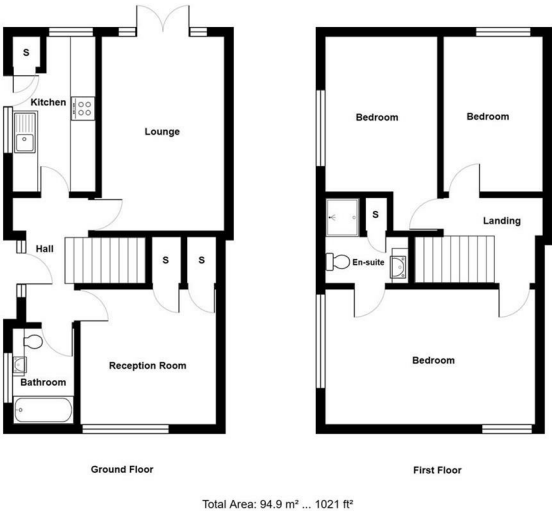 S
Kitchen
Lounge
Hall
S
S
Reception Room
Bathroom
Ground Floor
Bedroom
Bedroom
S
Landing
En-suite
Bedroom
First Floor
Total Area: 94.9 m² ... 1021 ft²